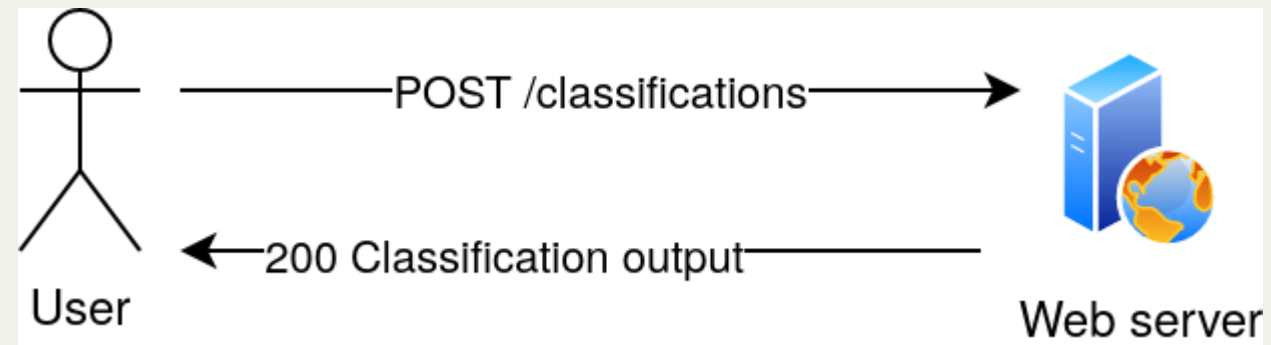 POST /classifications
200 Classification output
User
Web server